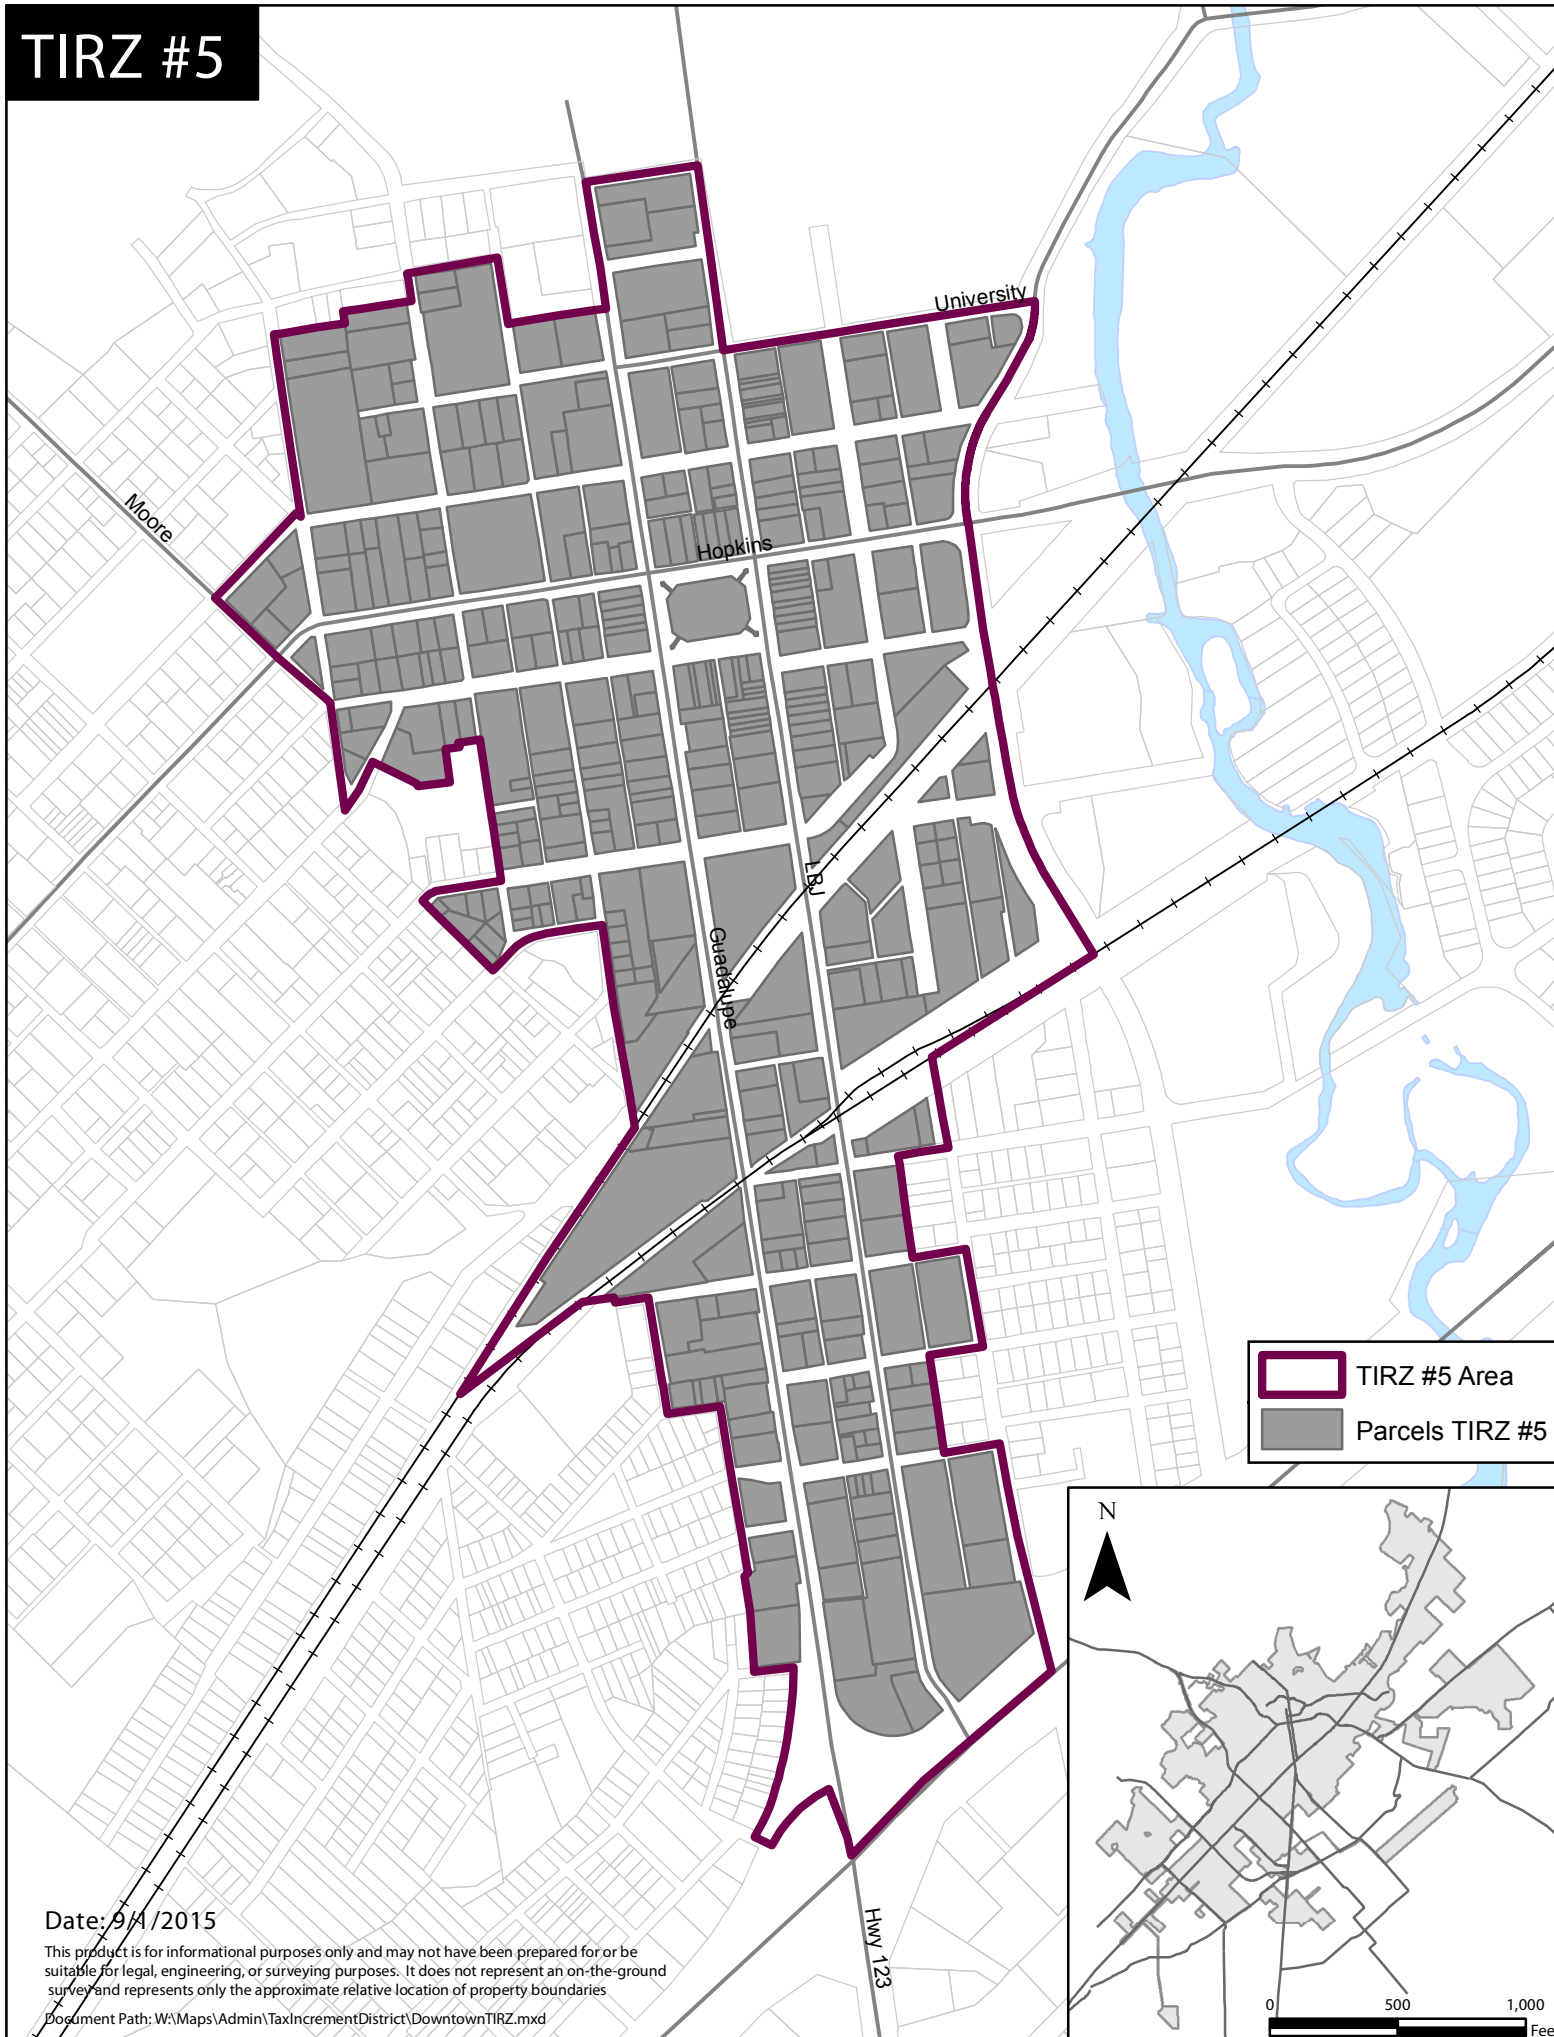 TIRZ #5
University
Moore
Hopkins
LBJ
Guadalupe
TIRZ #5 Area
Parcels TIRZ #5
N
Hwy 123
Date: 9/1/2015
This product is for informational purposes only and may not have been prepared for or be
suitable for legal, engineering, or surveying purposes. It does not represent an on-the-ground
survey and represents only the approximate relative location of property boundaries
Document Path: W:\Maps\Admin\TaxIncrementDistrict\DowntownTIRZ.mxd
0 500 1,000
Fee